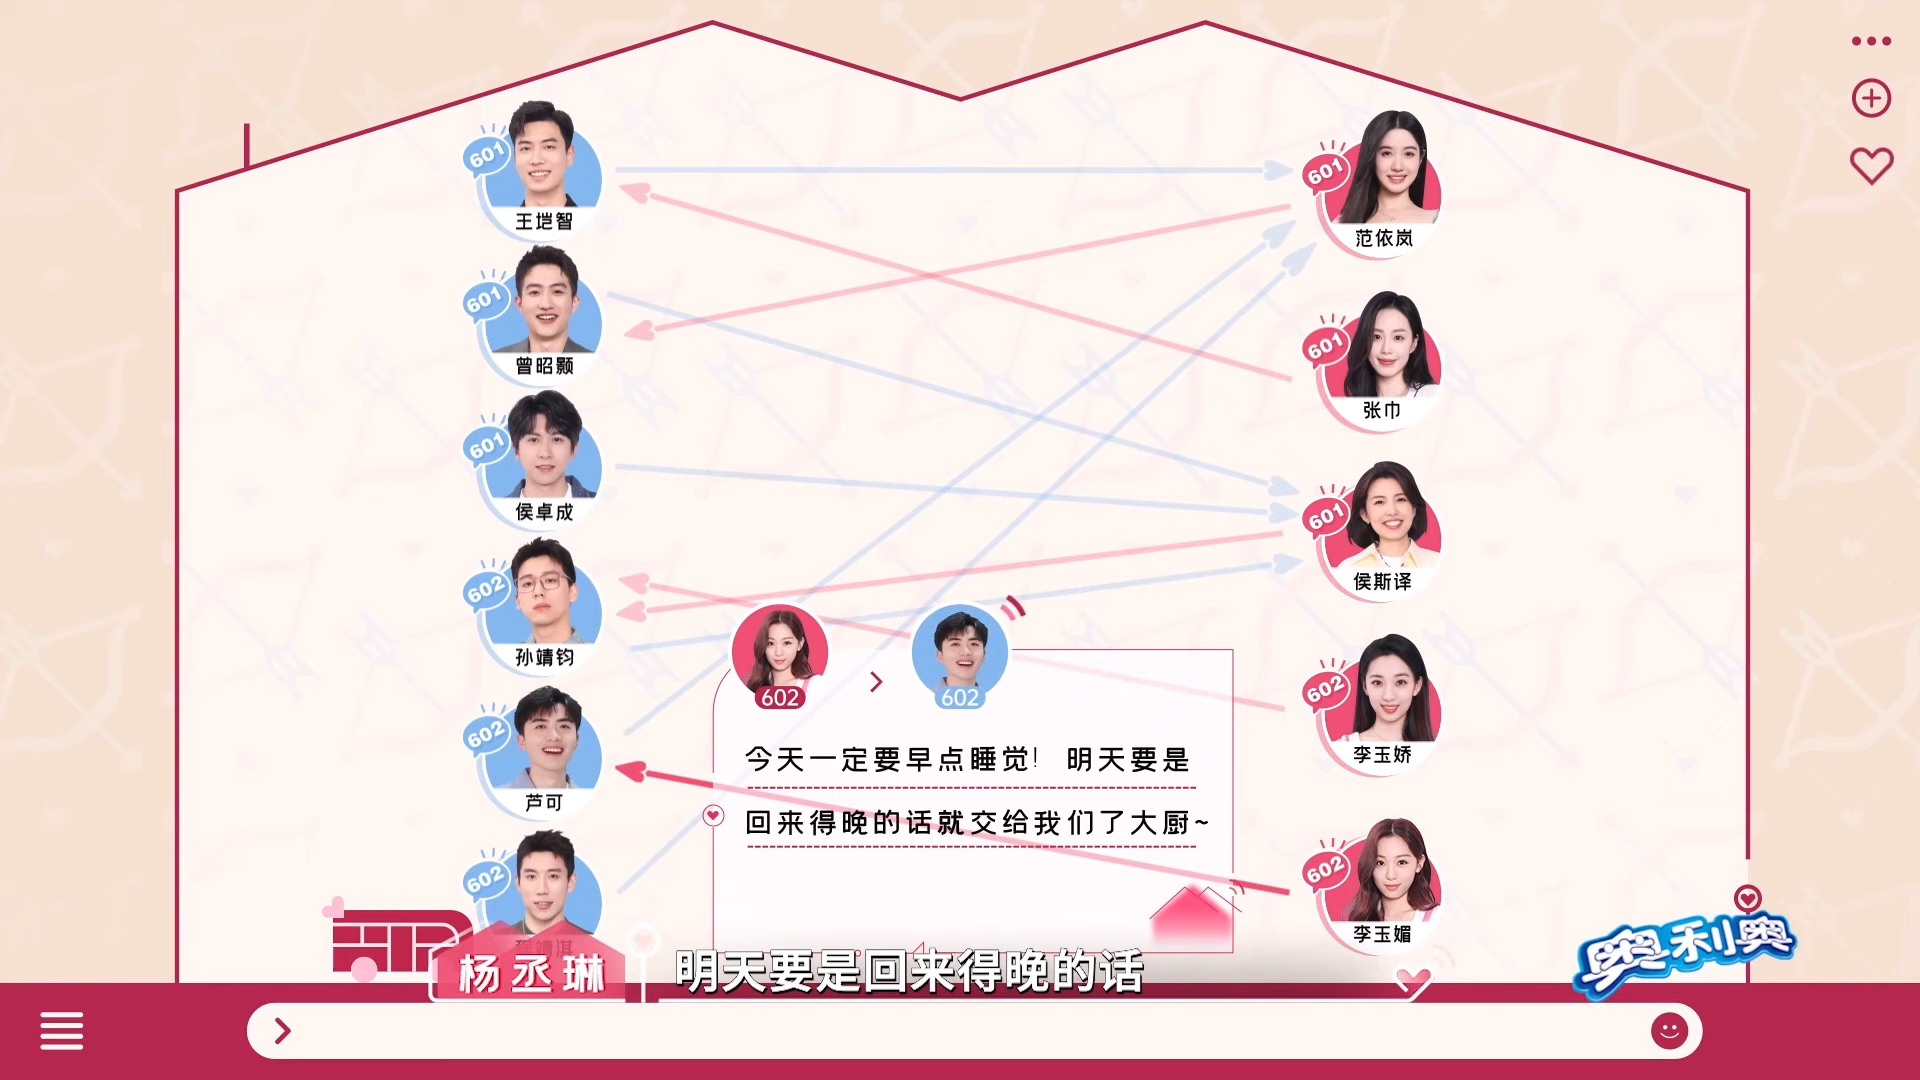 601
王垲智
601
曾昭颢
601
侯卓成
602
孙靖钧
602
芦可
602
601
范依岚
601
张巾
601
侯斯译
602
李玉娇
602
李玉媚
602
602
今天一定要早点睡觉! 明天要是
回来得晚的话就交给我们了大厨~
杨丞琳
明天要是回来得晚的话
奥利奥